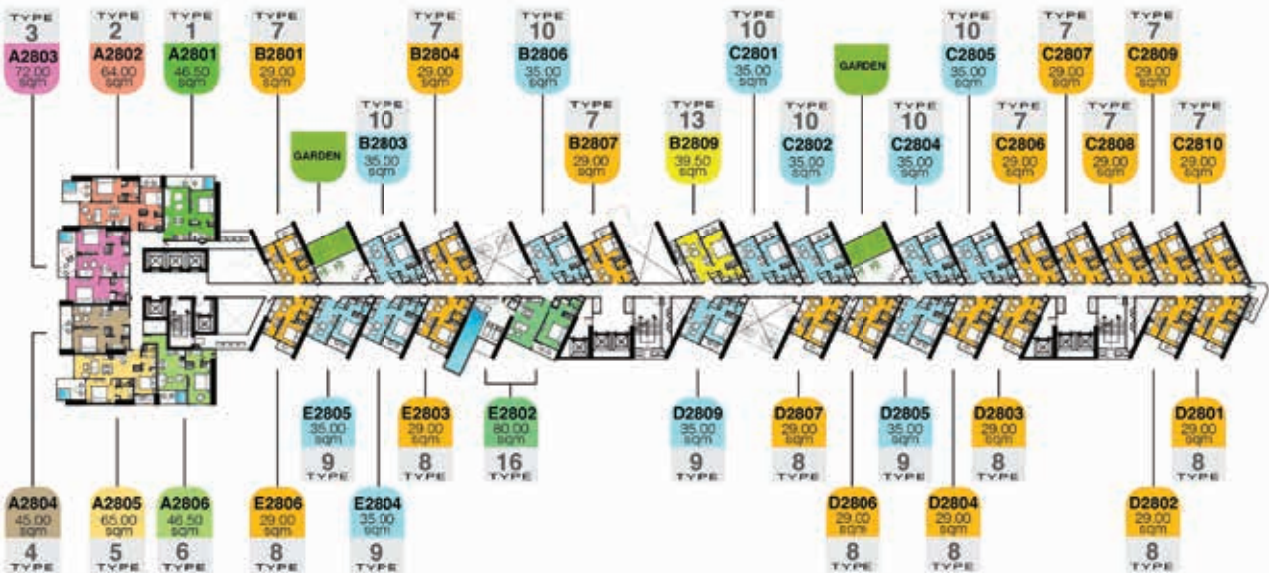 TYPE
3
A2803
72.00
sqm
TYPE
2
A2802
64.00
sqm
TYPE
1
A2801
46.50
sqm
TYPE
7
B2801
29.00
sqm
TYPE
7
B2804
29.00
sqm
TYPE
10
B2806
35.00
sqm
TYPE
10
C2801
35.00
sqm
GARDEN
TYPE
10
C2805
35.00
sqm
TYPE
7
C2807
29.00
sqm
TYPE
7
C2809
29.00
sqm
GARDEN
TYPE
10
B2803
35.00
sqm
TYPE
7
B2807
29.00
sqm
TYPE
13
B2809
39.50
sqm
TYPE
10
C2802
35.00
sqm
TYPE
10
C2804
35.00
sqm
TYPE
7
C2806
29.00
sqm
TYPE
7
C2808
29.00
sqm
TYPE
7
C2810
29.00
sqm
E2805
35.00
sqm
9
TYPE
E2803
29.00
sqm
8
TYPE
E2802
80.00
sqm
16
TYPE
D2809
35.00
sqm
9
TYPE
D2807
29.00
sqm
8
TYPE
D2805
35.00
sqm
9
TYPE
D2803
29.00
sqm
8
TYPE
D2801
29.00
sqm
8
TYPE
A2804
45.00
sqm
4
TYPE
A2805
65.00
sqm
5
TYPE
A2806
46.50
sqm
6
TYPE
E2806
29.00
sqm
8
TYPE
E2804
35.00
sqm
9
TYPE
D2806
29.00
sqm
8
TYPE
D2804
29.00
sqm
8
TYPE
D2802
29.00
sqm
8
TYPE